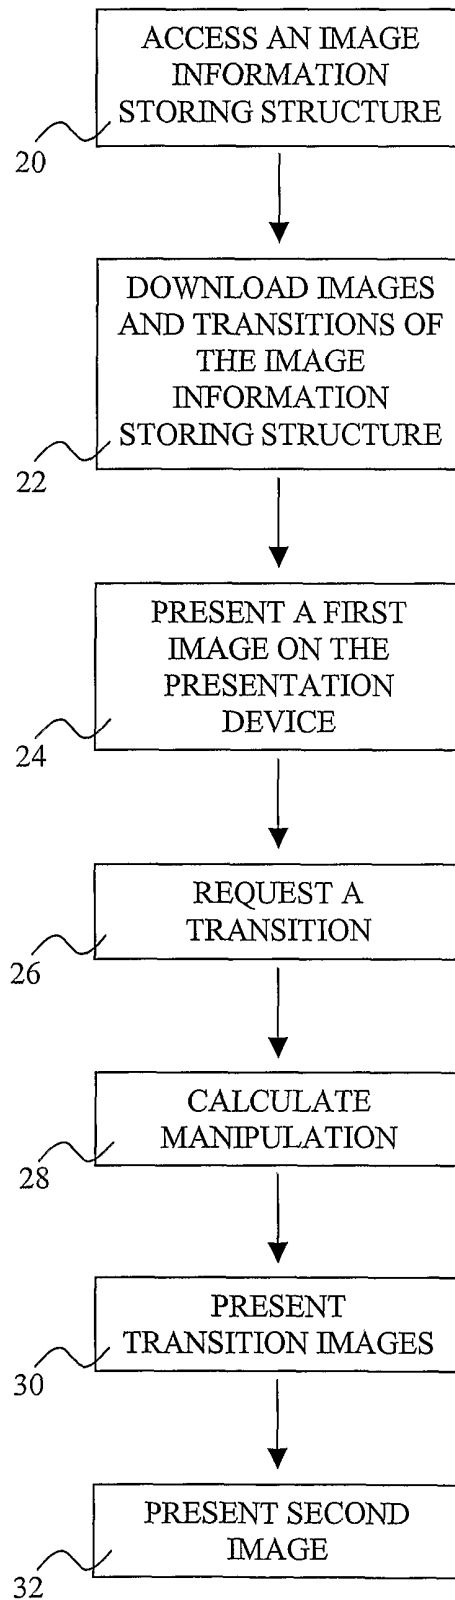 ACCESS AN IMAGE
INFORMATION
STORING STRUCTURE
20
DOWNLOAD IMAGES
AND TRANSITIONS OF
THE IMAGE
INFORMATION
STORING STRUCTURE
22
PRESENT A FIRST
IMAGE ON THE
PRESENTATION
DEVICE
24
REQUEST A
TRANSITION
26
CALCULATE
MANIPULATION
28
PRESENT
TRANSITION IMAGES
30
PRESENT SECOND
IMAGE
32